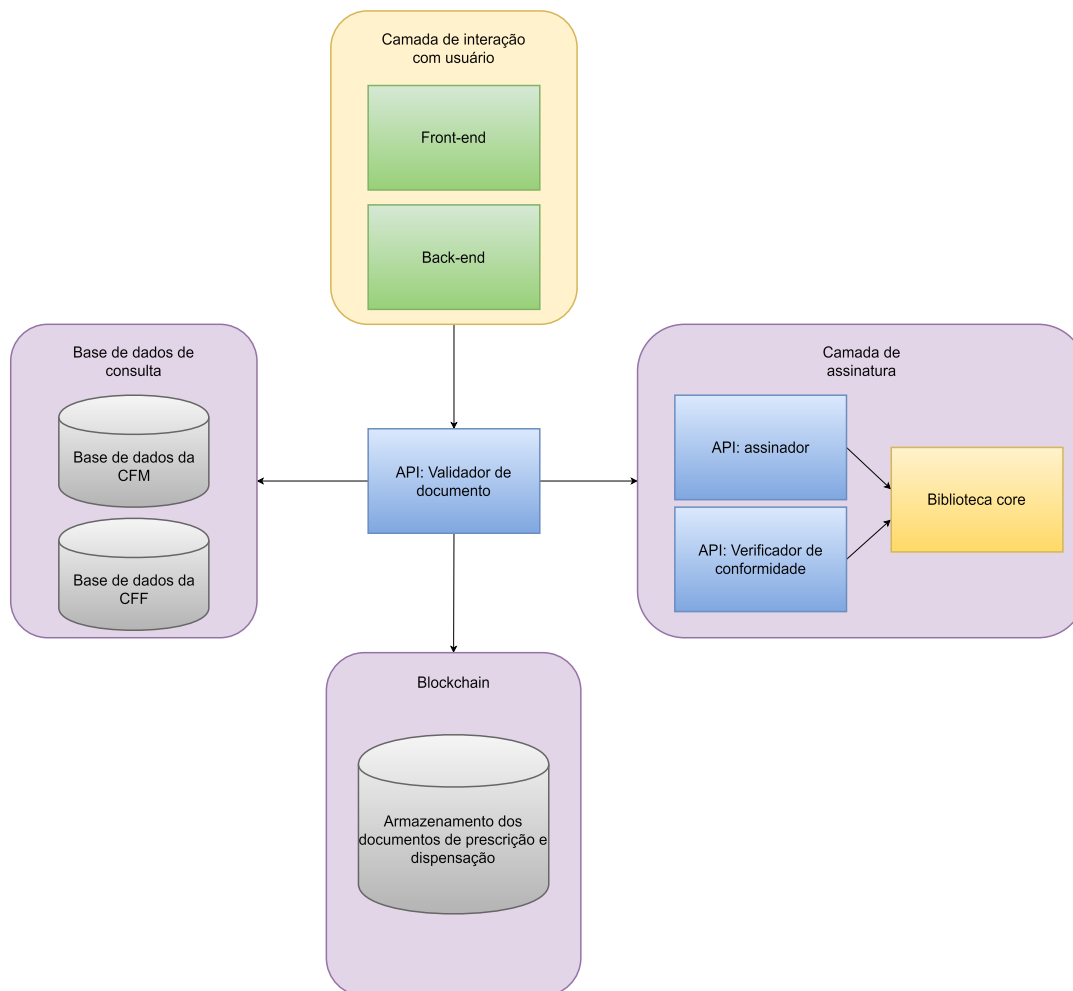 Camada de interação
com usuário
Front-end
Back-end
Base de dados de
consulta
Base de dados da
CFM
Base de dados da
CFF
API: Validador de
documento
Camada de
assinatura
API: assinador
API: Verificador de
conformidade
Biblioteca core
Blockchain
Armazenamento dos
documentos de prescrição e
dispensação